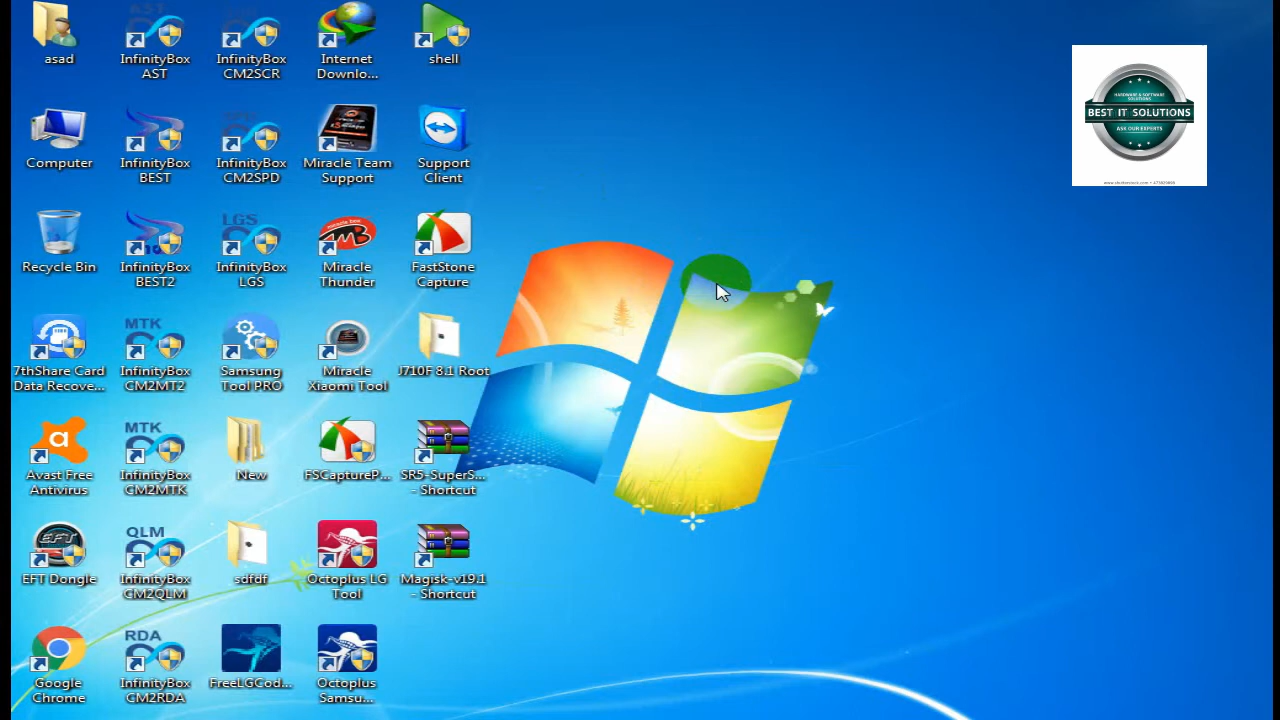 asad
InfinityBox
AST
InfinityBox
CM2SCR
Internet
Downlo...
shell
Computer
InfinityBox
BEST
InfinityBox
CM2SPD
Miracle Team
Support
Support
Client
Recycle Bin
InfinityBox
BEST2
LGS
InfinityBox
LGS
Miracle
Thunder
FastStone
Capture
7thShare Card
Data Recove...
MTK
InfinityBox
CM2MT2
Samsung
Tool PRO
Miracle
Xiaomi Tool
J710F 8.1 Root
a
Avast Free
Antivirus
MTK
InfinityBox
CM2MTK
New
FSCaptureP...
SR5-SuperS...
- Shortcut
EFT
EFT Dongle
QLM
InfinityBox
CM2QLM
sdfdf
Octoplus LG
Tool
Magisk-v19.1
- Shortcut
Google
Chrome
RDA
InfinityBox
CM2RDA
FreeLGCod...
Octoplus
Samsu...
HARDWARE & SOFTWARE
SOLUTIONS
BEST IT SOLUTIONS
ASK OUR EXPERTS